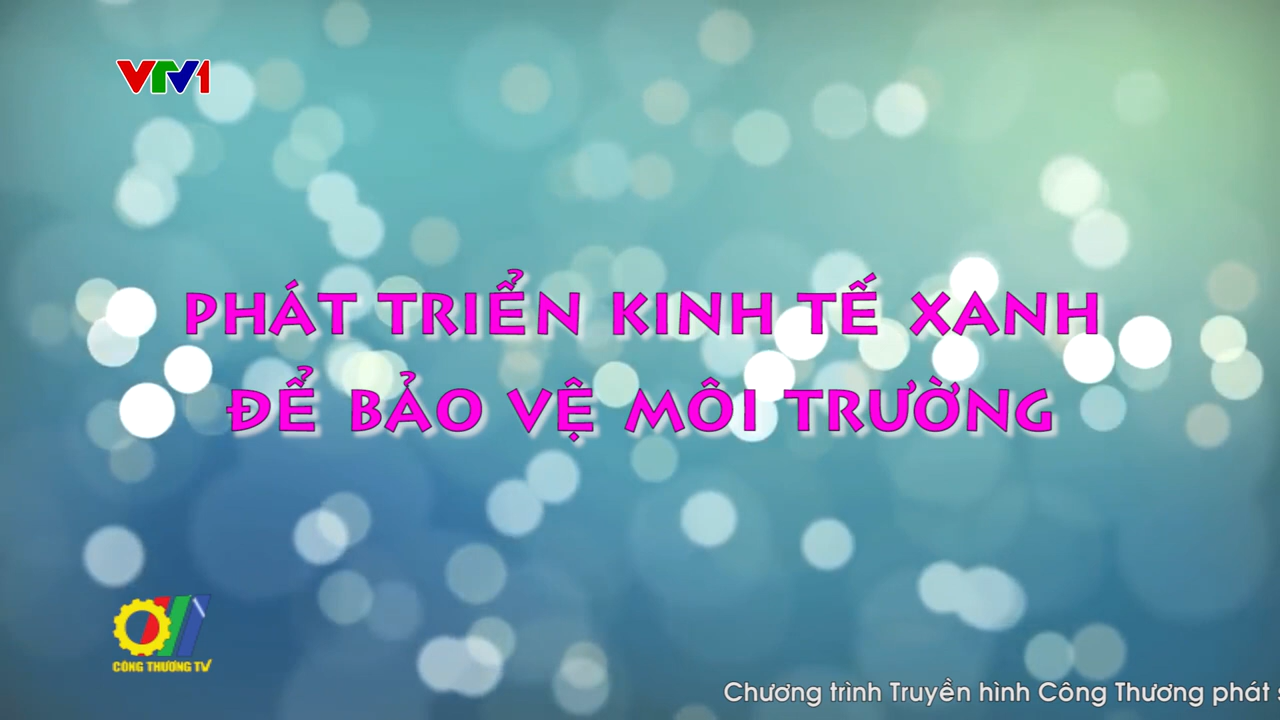 VTV1
PHÁT TRIỂN KINH TẾ XANH
ĐỂ BẢO VỆ MÔI TRƯỜNG
CÔNG THƯƠNG TV
Chương trình Truyền hình Công Thương phát